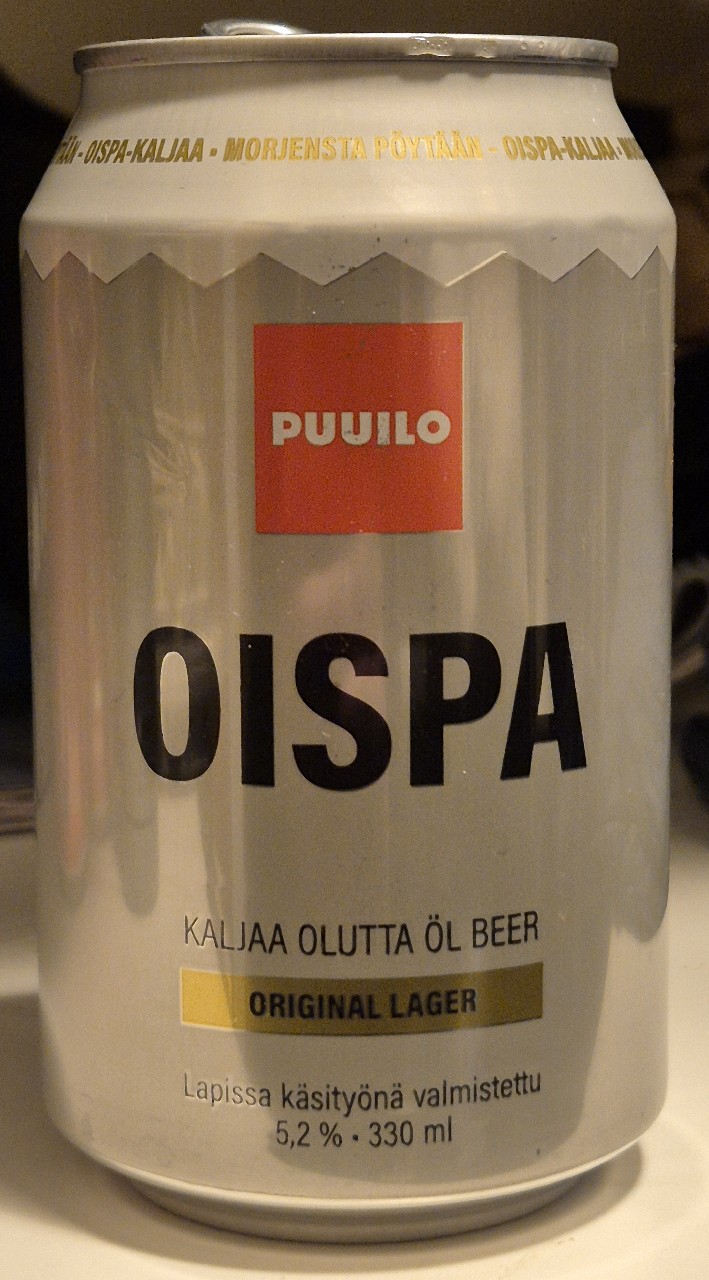 OISPA-KALJAA - MORJENSTA PÖYTÄÄN - OISPA-KALJAA
PUUILO
OISPA
KALJAA OLUTTA ÖL BEER
ORIGINAL LAGER
Lapissa käsityönä valmistettu
5,2 % • 330 ml